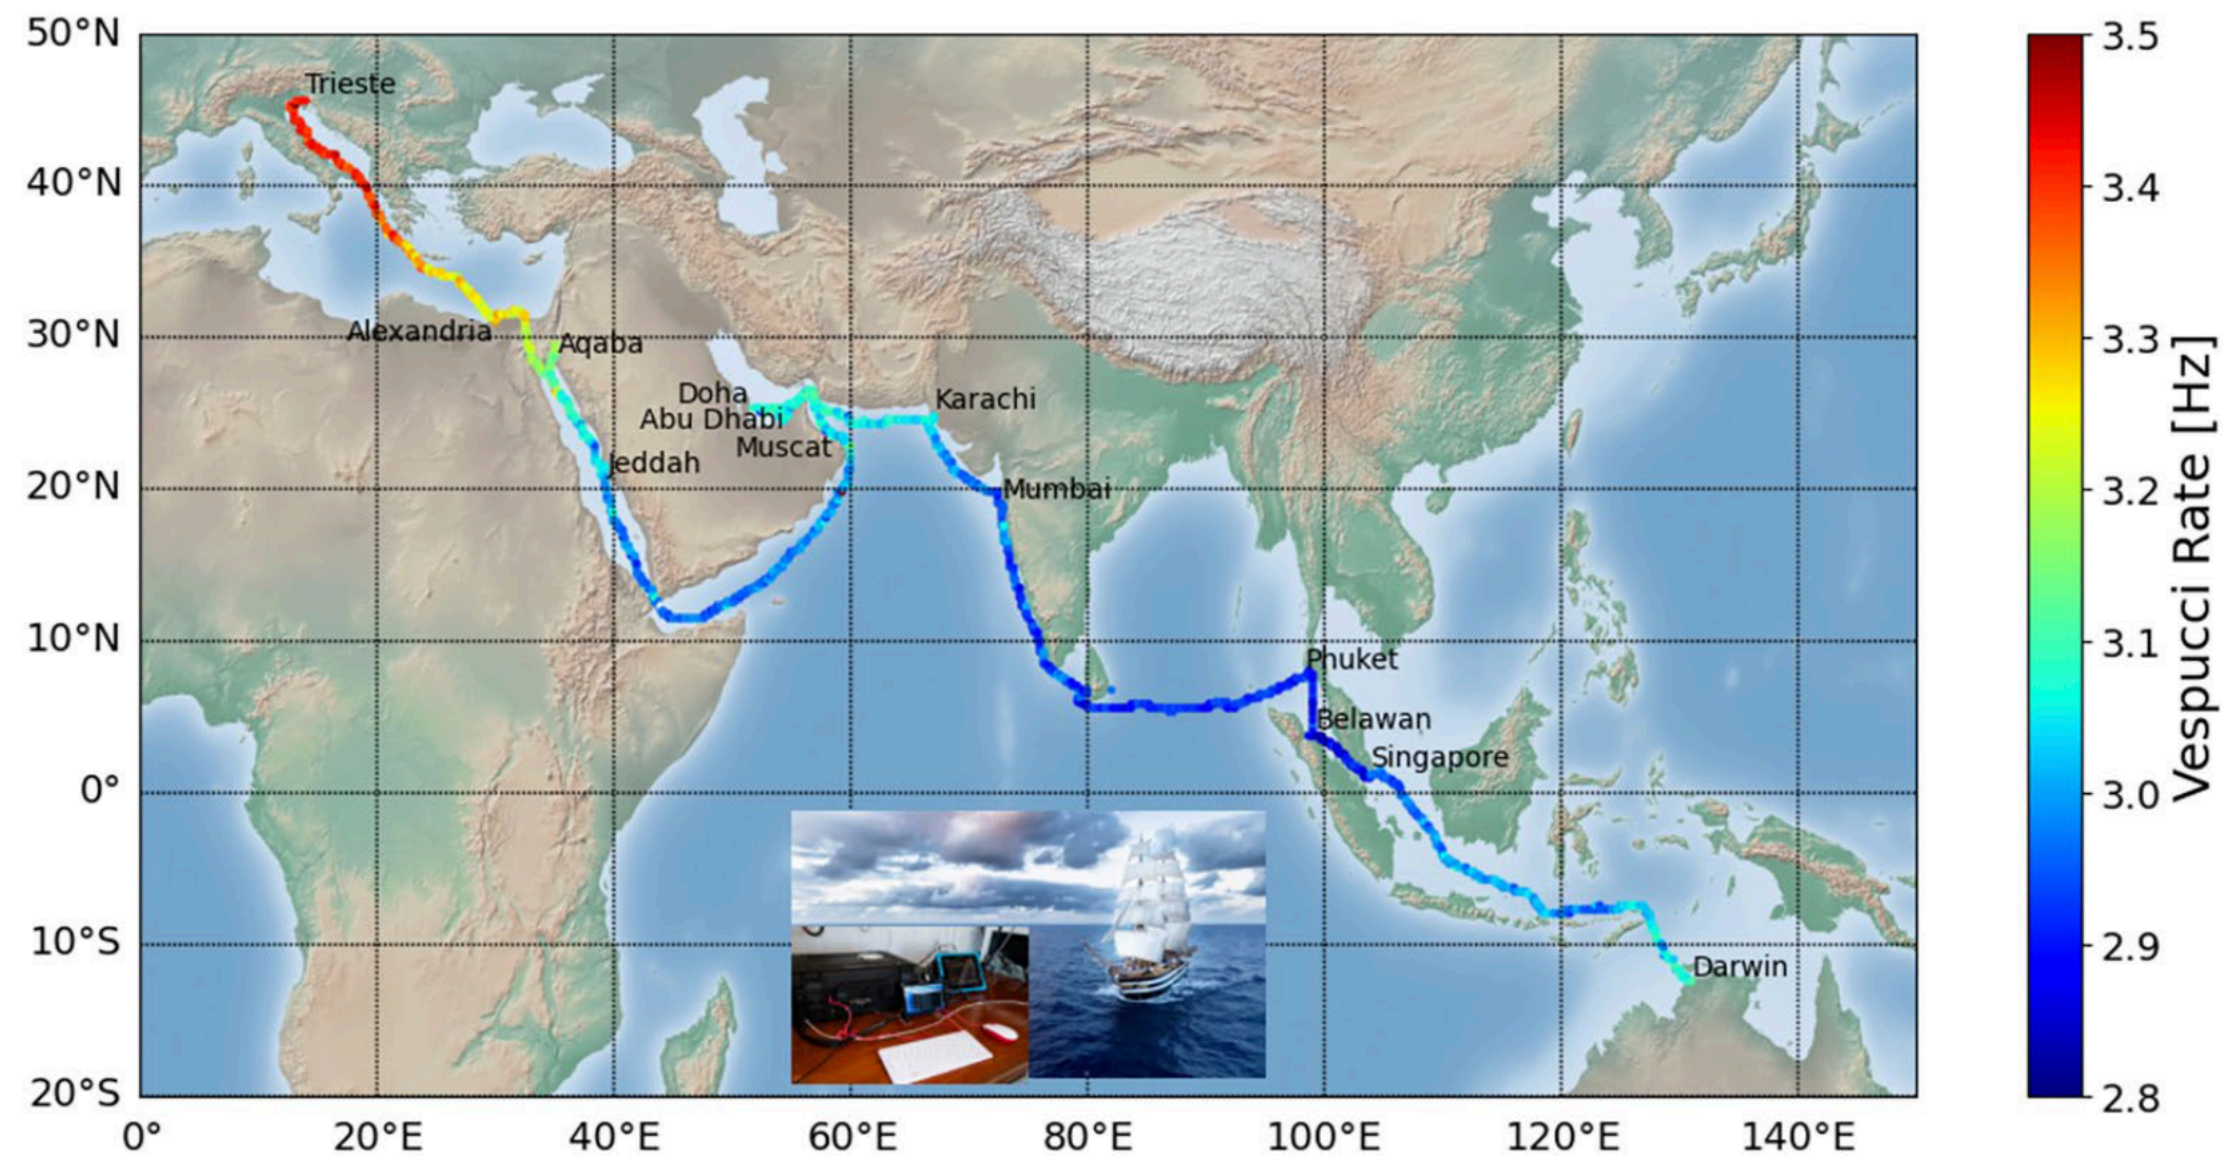 50°N
40°N
30°N
20°N
10°N
0°
10°S
20°S
0°
20°E
40°E
60°E
80°E
100°E
120°E
140°E
Trieste
Alexandria
Aqaba
Doha
Abu Dhabi
Muscat
Karachi
Jeddah
Mumbai
Phuket
Belawan
Singapore
Darwin
3.5
3.4
3.3
3.2
3.1
3.0
2.9
2.8
Vespucci Rate [Hz]